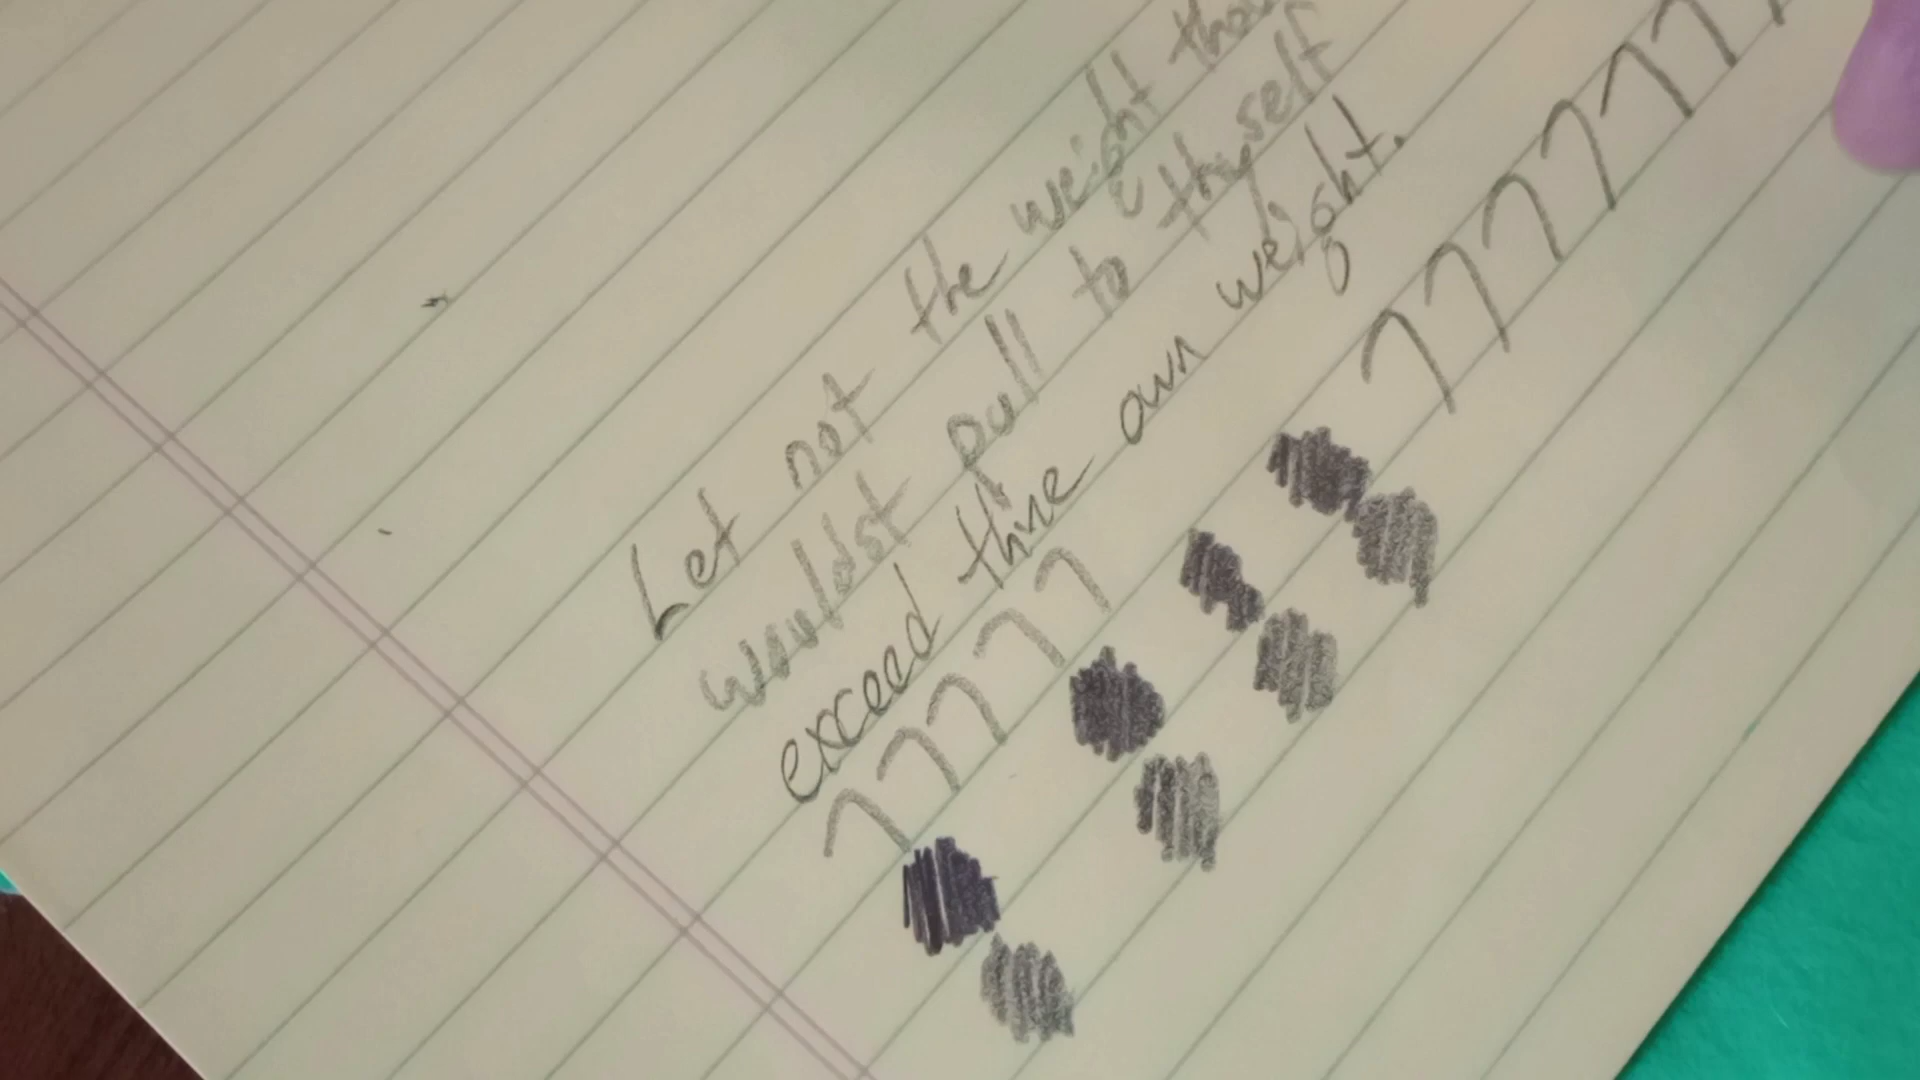 Let not the weight thou
wouldst pull to thyself
exceed thine own weight.